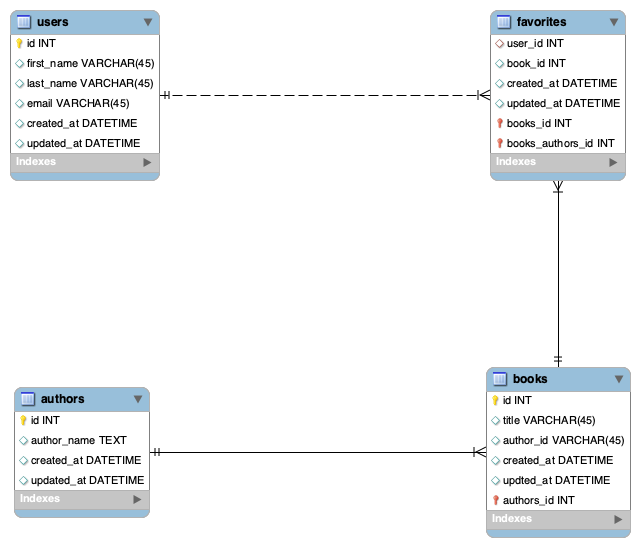 users
id INT
first_name VARCHAR(45)
last_name VARCHAR(45)
email VARCHAR(45)
created_at DATETIME
updated_at DATETIME
Indexes
favorites
user_id INT
book_id INT
created_at DATETIME
updated_at DATETIME
books_id INT
books_authors_id INT
Indexes
authors
id INT
author_name TEXT
created_at DATETIME
updated_at DATETIME
Indexes
books
id INT
title VARCHAR(45)
author_id VARCHAR(45)
created_at DATETIME
updted_at DATETIME
authors_id INT
Indexes